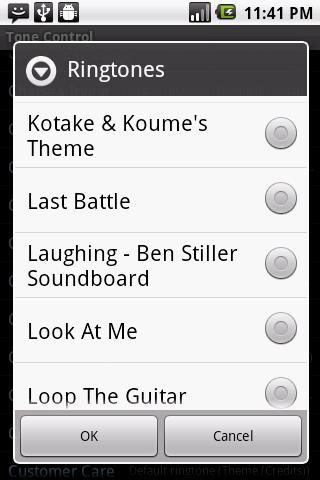 11:41 PM
Tone Control
Ringtones
Kotake & Koume's
Theme
Last Battle
Laughing - Ben Stiller
Soundboard
Look At Me
Loop The Guitar
OK
Cancel
Customer Care
Default ringtone (Theme (Credits))